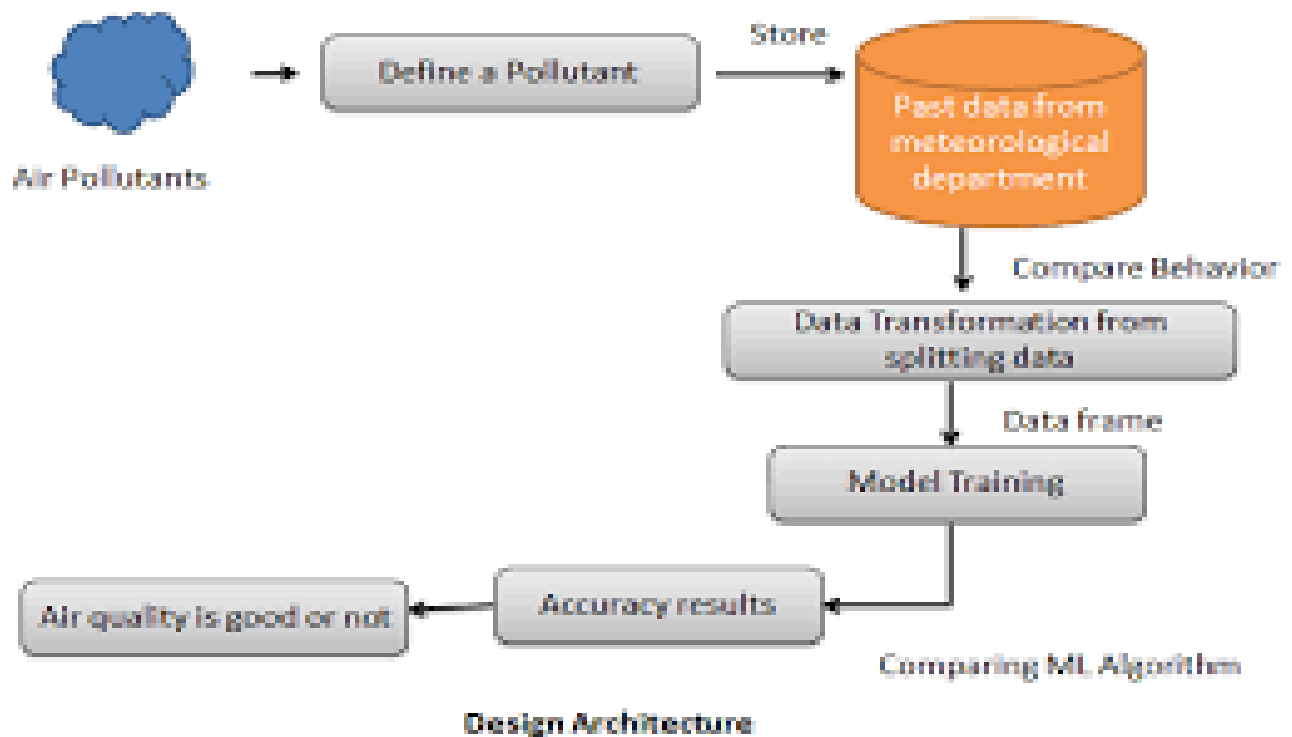 Store
Define a Pollutant
Air Pollutants
Past data from
meteorological
department
Compare Behavior
Data Transformation from
splitting data
Data frame
Model Training
Accuracy results
Air quality is good or not
Comparing ML Algorithm
Design Architecture